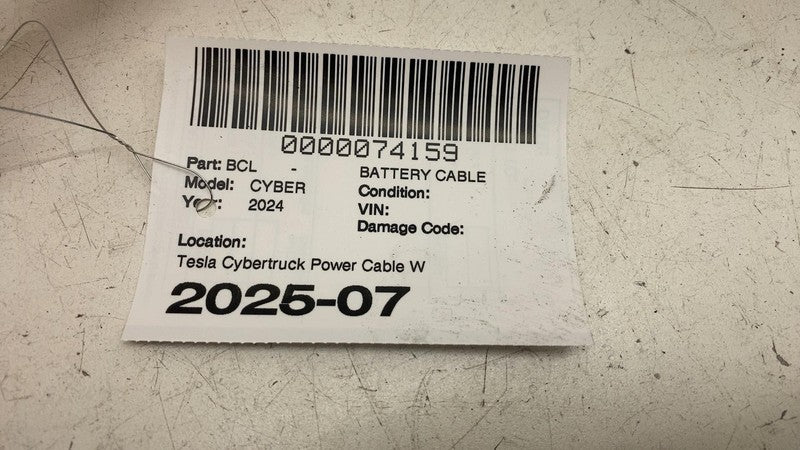 0000074159
Part: BCL - BATTERY CABLE
Model: CYBER Condition:
Year: 2024 VIN:
Damage Code:
Location:
Tesla Cybertruck Power Cable W
2025-07